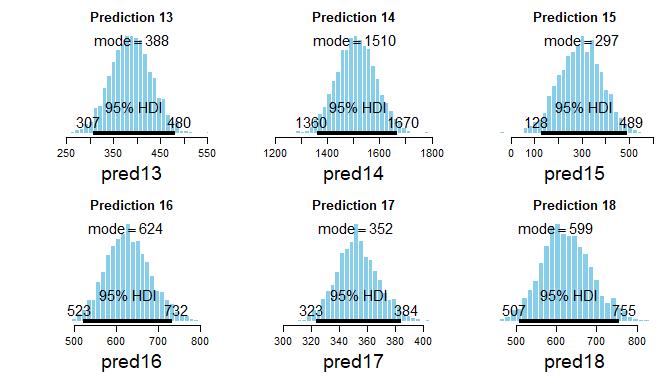 Prediction 13
mode = 388
95% HDI
307 480
250 350 450 550
pred13
Prediction 14
mode = 1510
95% HDI
1360 1670
1200 1400 1600 1800
pred14
Prediction 15
mode = 297
95% HDI
128 489
0 100 300 500
pred15
Prediction 16
mode = 624
95% HDI
523 732
500 600 700 800
pred16
Prediction 17
mode = 352
95% HDI
323 384
300 320 340 360 380 400
pred17
Prediction 18
mode = 599
95% HDI
507 755
500 600 700 800
pred18